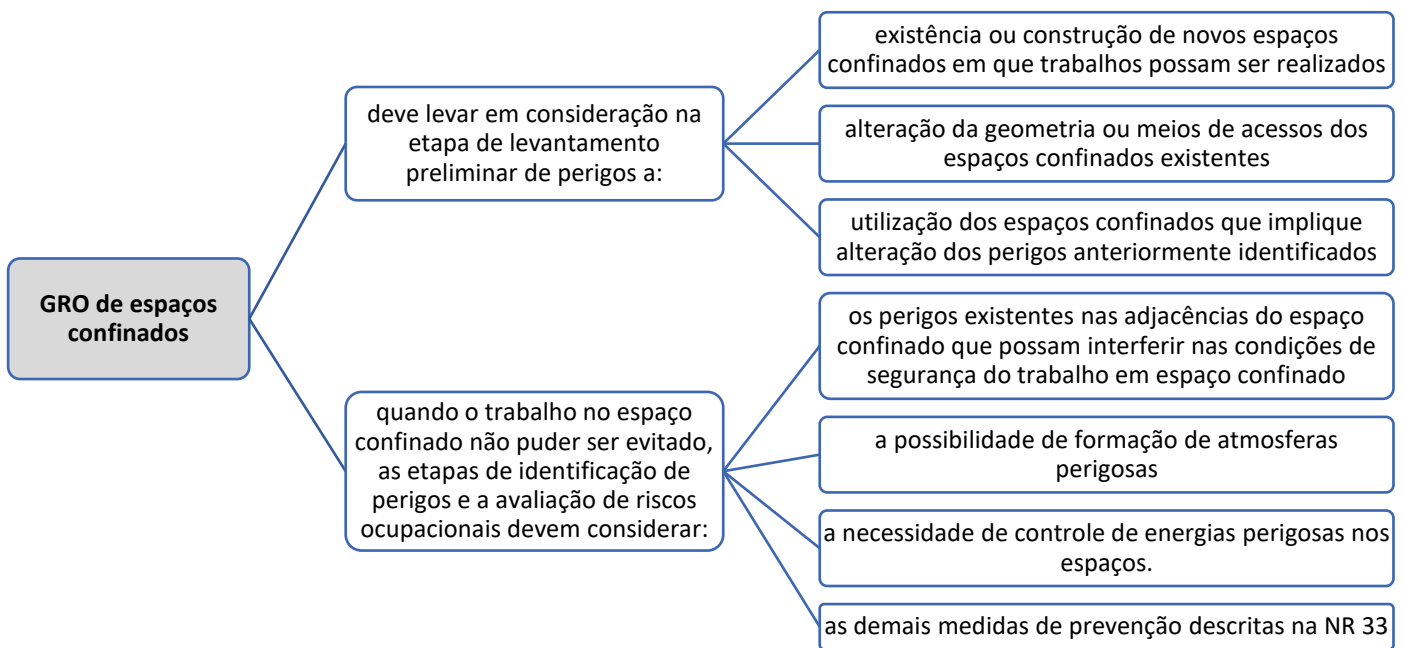 GRO de espaços
confinados
deve levar em consideração na
etapa de levantamento
preliminar de perigos a:
existência ou construção de novos espaços
confinados em que trabalhos possam ser realizados
alteração da geometria ou meios de acessos dos
espaços confinados existentes
utilização dos espaços confinados que implique
alteração dos perigos anteriormente identificados
quando o trabalho no espaço
confinado não puder ser evitado,
as etapas de identificação de
perigos e a avaliação de riscos
ocupacionais devem considerar:
os perigos existentes nas adjacências do espaço
confinado que possam interferir nas condições de
segurança do trabalho em espaço confinado
a possibilidade de formação de atmosferas
perigosas
a necessidade de controle de energias perigosas nos
espaços.
as demais medidas de prevenção descritas na NR 33